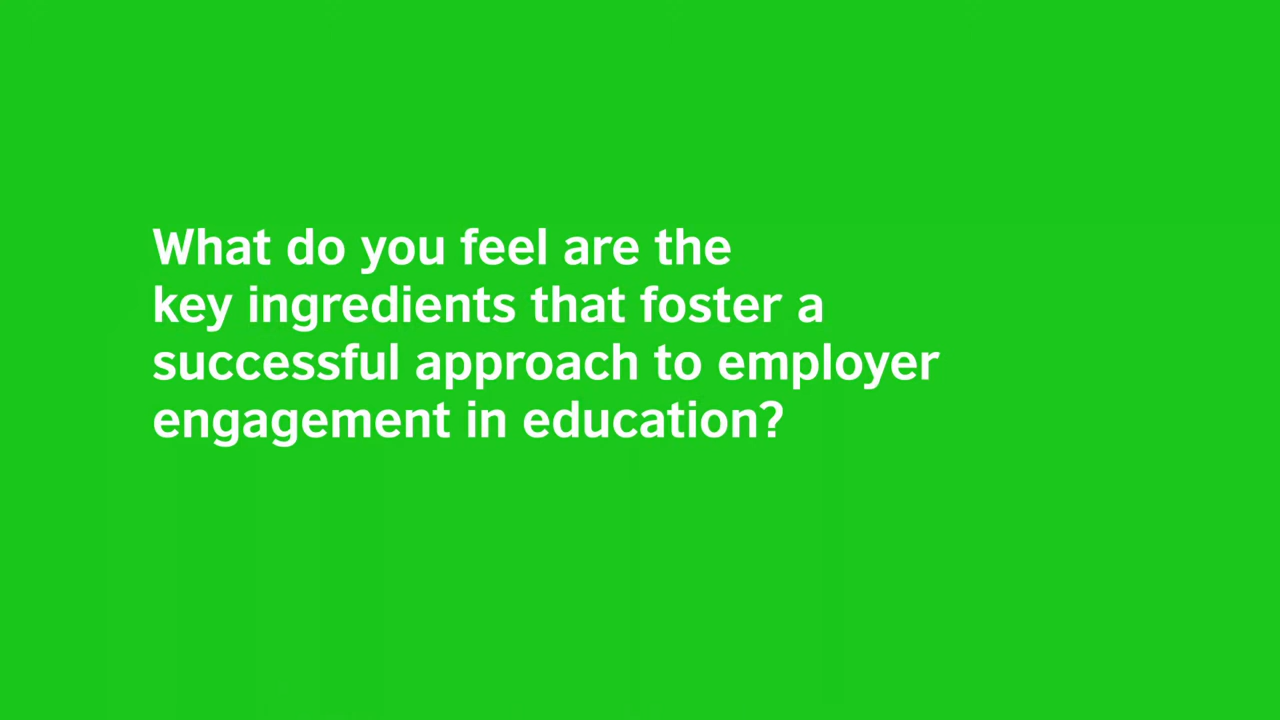 What do you feel are the
key ingredients that foster a
successful approach to employer
engagement in education?